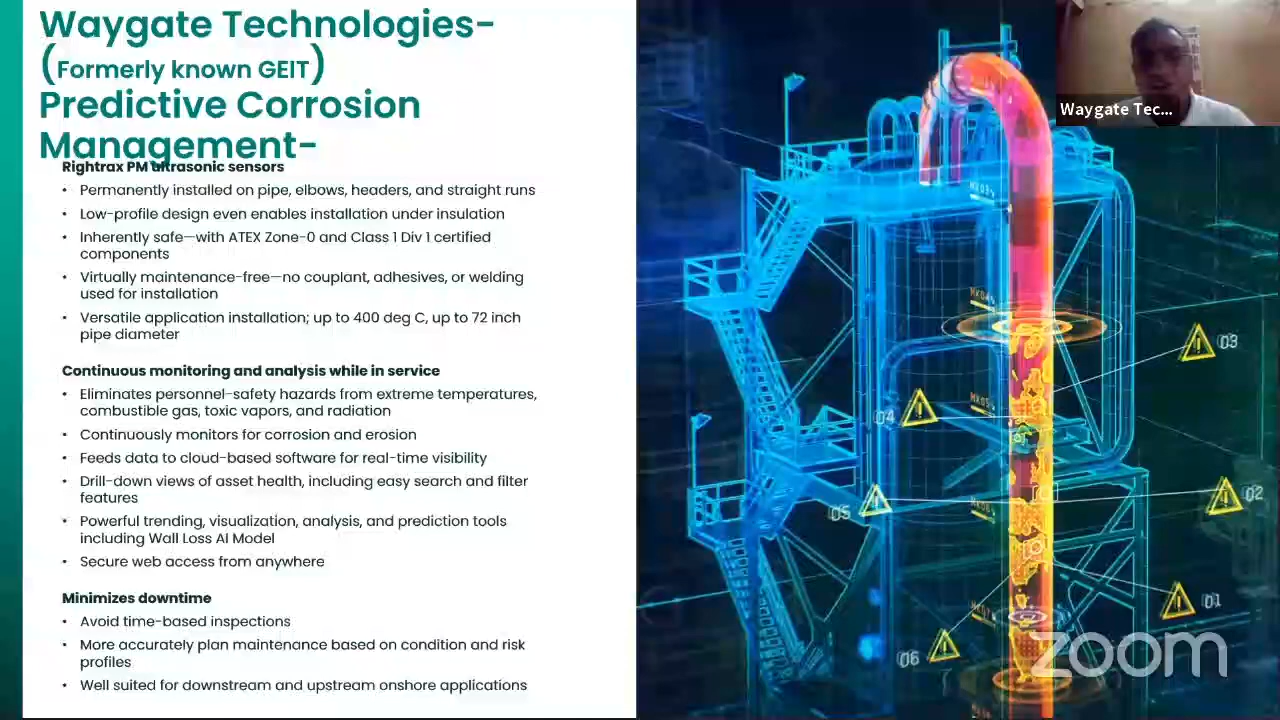 Waygate Technologies-
(Formerly known GEIT)
Predictive Corrosion
Management-
Rightrax PM ultrasonic sensors
• Permanently installed on pipe, elbows, headers, and straight runs
• Low-profile design even enables installation under insulation
• Inherently safe—with ATEX Zone-0 and Class 1 Div 1 certified
components
• Virtually maintenance-free—no couplant, adhesives, or welding
used for installation
• Versatile application installation; up to 400 deg C, up to 72 inch
pipe diameter
Continuous monitoring and analysis while in service
• Eliminates personnel-safety hazards from extreme temperatures,
combustible gas, toxic vapors, and radiation
• Continuously monitors for corrosion and erosion
• Feeds data to cloud-based software for real-time visibility
• Drill-down views of asset health, including easy search and filter
features
• Powerful trending, visualization, analysis, and prediction tools
including Wall Loss AI Model
• Secure web access from anywhere
Minimizes downtime
• Avoid time-based inspections
• More accurately plan maintenance based on condition and risk
profiles
• Well suited for downstream and upstream onshore applications
Waygate Tec...
03
04
02
05
01
06
zoom